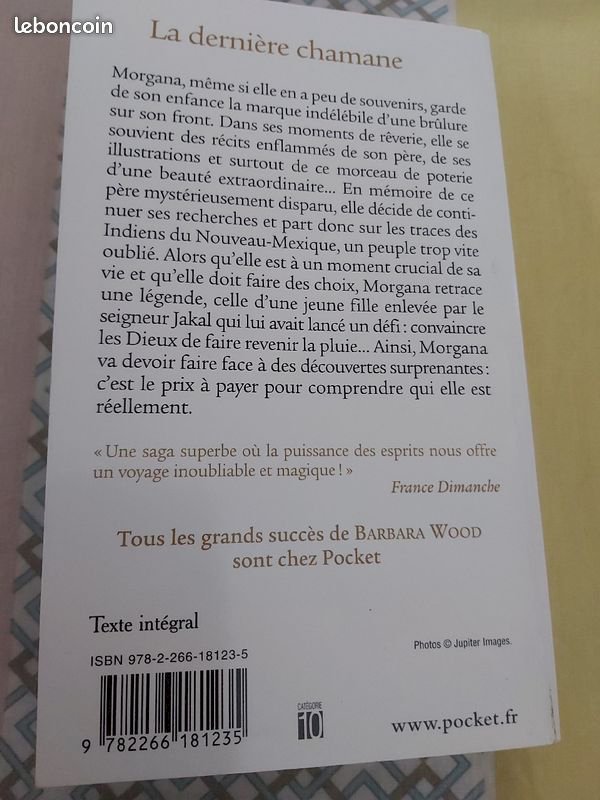 leboncoin
La dernière chamane
Morgana, même si elle en a peu de souvenirs, garde
de son enfance la marque indélébile d'une brûlure
sur son front. Dans ses moments de rêverie, elle se
souvient des récits enflammés de son père, de ses
illustrations et surtout de ce morceau de poterie
d'une beauté extraordinaire... En mémoire de ce
père mystérieusement disparu, elle décide de conti-
nuer ses recherches et part donc sur les traces des
Indiens du Nouveau-Mexique, un peuple trop vite
oublié. Alors qu'elle est à un moment crucial de sa
vie et qu'elle doit faire des choix, Morgana retrace
une légende, celle d'une jeune fille enlevée par le
seigneur Jakal qui lui avait lancé un défi : convaincre
les Dieux de faire revenir la pluie... Ainsi, Morgana
va devoir faire face à des découvertes surprenantes :
c'est le prix à payer pour comprendre qui elle est
réellement.
« Une saga superbe où la puissance des esprits nous offre
un voyage inoubliable et magique ! »
France Dimanche
Tous les grands succès de BARBARA WOOD
sont chez Pocket
Texte intégral
Photos © Jupiter Images.
ISBN 978-2-266-18123-5
9 782266 181235
CATÉGORIE
10
www.pocket.fr